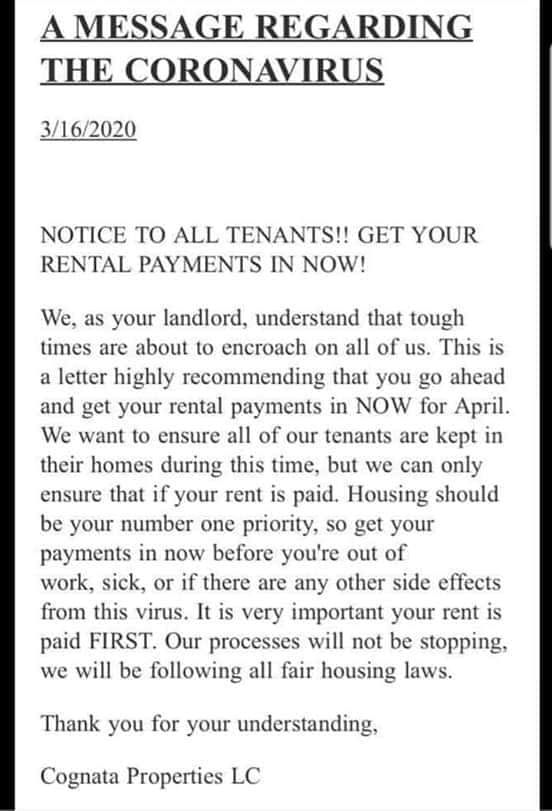 A MESSAGE REGARDING
THE CORONAVIRUS
3/16/2020
NOTICE TO ALL TENANTS!! GET YOUR
RENTAL PAYMENTS IN NOW!
We, as your landlord, understand that tough
times are about to encroach on all of us. This is
a letter highly recommending that you go ahead
and get your rental payments in NOW for April.
We want to ensure all of our tenants are kept in
their homes during this time, but we can only
ensure that if your rent is paid. Housing should
be your number one priority, so get your
payments in now before you're out of
work, sick, or if there are any other side effects
from this virus. It is very important your rent is
paid FIRST. Our processes will not be stopping,
we will be following all fair housing laws.
Thank you for your understanding,
Cognata Properties LC